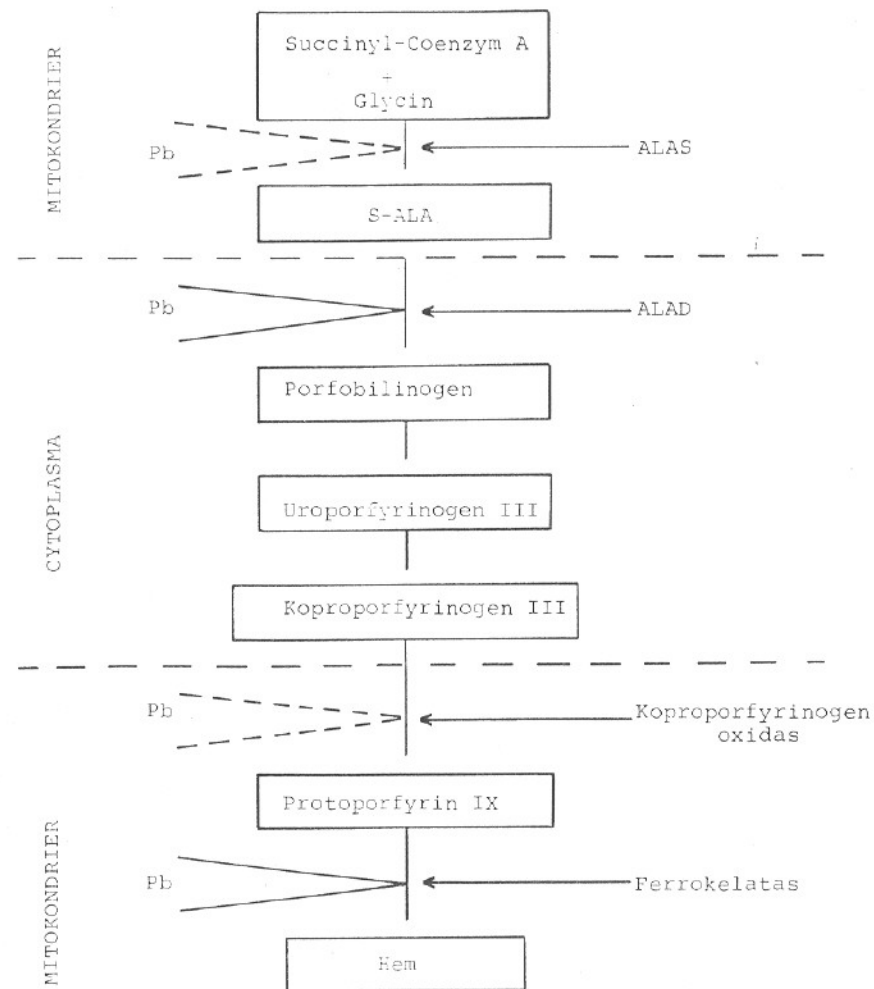 MITOKONDRIER
Succinyl-Coenzym A
+
Glycin
Pb
ALAS
S-ALA
CYTOPLASMA
Pb
ALAD
Porfobilinogen
Uroporfyrinogen III
Koproporfyrinogen III
MITOKONDRIER
Pb
Koproporfyrinogen
oxidas
Protoporfyrin IX
Pb
Ferrokelatas
Hem